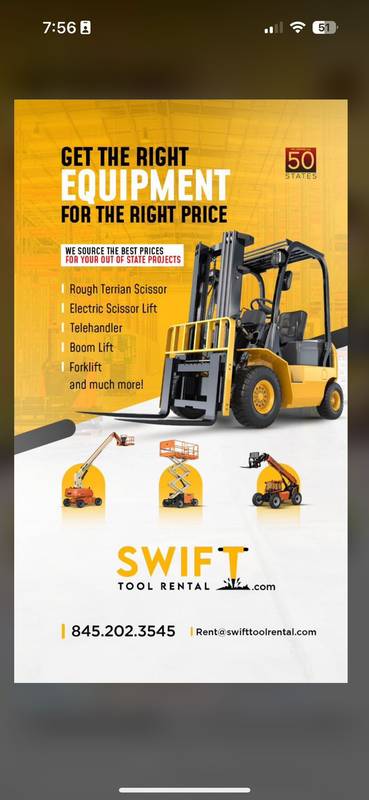 7:56
51
GET THE RIGHT
EQUIPMENT
FOR THE RIGHT PRICE
50
STATES
WE SOURCE THE BEST PRICES
FOR YOUR OUT OF STATE PROJECTS
Rough Terrian Scissor
Electric Scissor Lift
Telehandler
Boom Lift
Forklift
and much more!
SWIFT
TOOL RENTAL .com
845.202.3545
Rent@swifttoolrental.com